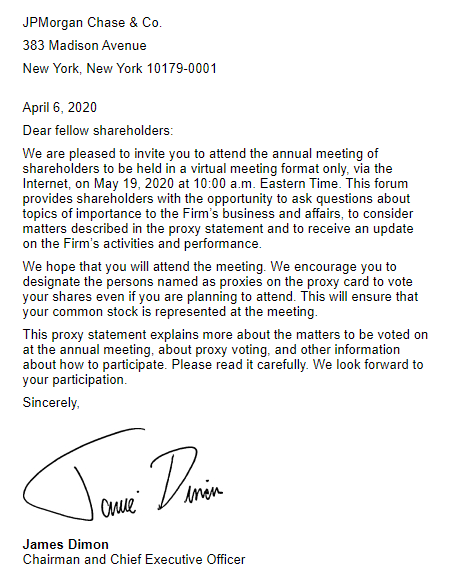 JPMorgan Chase & Co.
383 Madison Avenue
New York, New York 10179-0001
April 6, 2020
Dear fellow shareholders:
We are pleased to invite you to attend the annual meeting of
shareholders to be held in a virtual meeting format only, via the
Internet, on May 19, 2020 at 10:00 a.m. Eastern Time. This forum
provides shareholders with the opportunity to ask questions about
topics of importance to the Firm's business and affairs, to consider
matters described in the proxy statement and to receive an update
on the Firm's activities and performance.
We hope that you will attend the meeting. We encourage you to
designate the persons named as proxies on the proxy card to vote
your shares even if you are planning to attend. This will ensure that
your common stock is represented at the meeting.
This proxy statement explains more about the matters to be voted on
at the annual meeting, about proxy voting, and other information
about how to participate. Please read it carefully. We look forward to
your participation.
Sincerely,
Jamie Dimon
James Dimon
Chairman and Chief Executive Officer